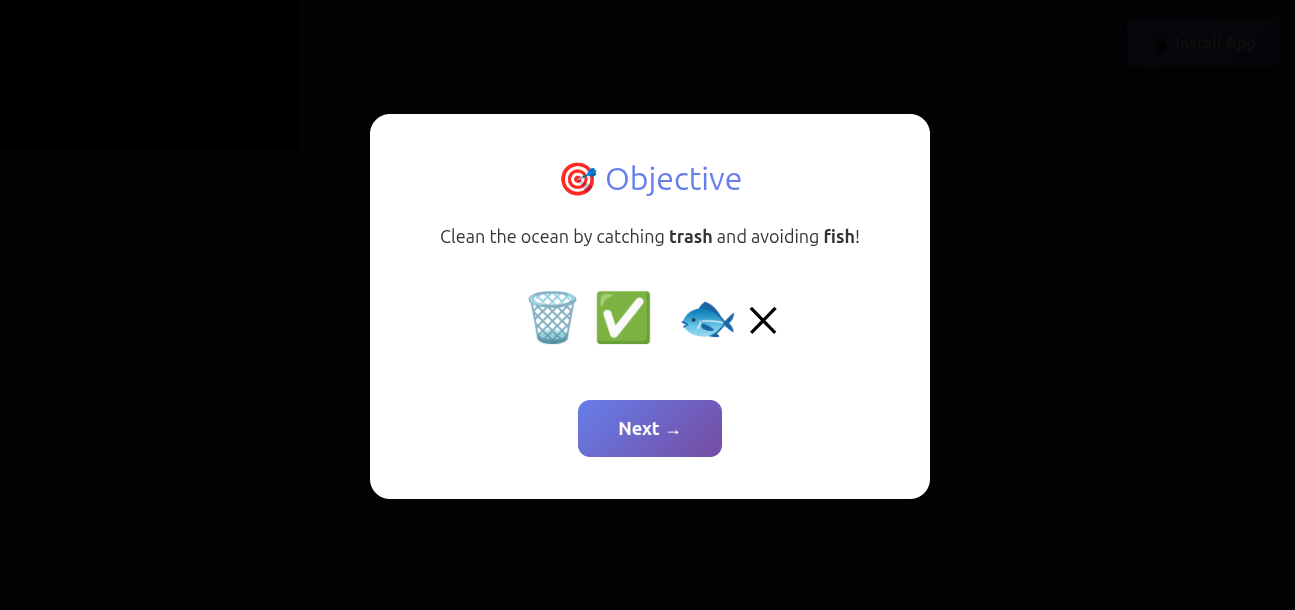 Install App
🎯 Objective
Clean the ocean by catching trash and avoiding fish!
Next →